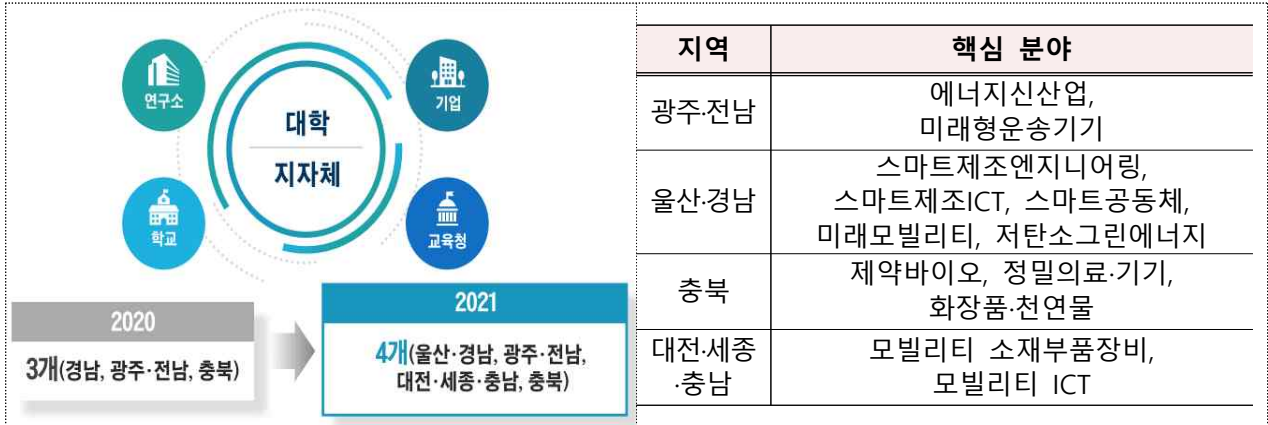 연구소
기업
대학
지자체
학교
교육청
2020
3개(경남, 광주·전남, 충북)
2021
4개(울산·경남, 광주·전남,
대전·세종·충남, 충북)
지역 핵심 분야
광주·전남
에너지신산업,
미래형운송기기
울산·경남
스마트제조엔지니어링,
스마트제조ICT, 스마트공동체,
미래모빌리티, 저탄소그린에너지
충북
제약바이오, 정밀의료·기기,
화장품·천연물
대전·세종
·충남
모빌리티 소재부품장비,
모빌리티 ICT